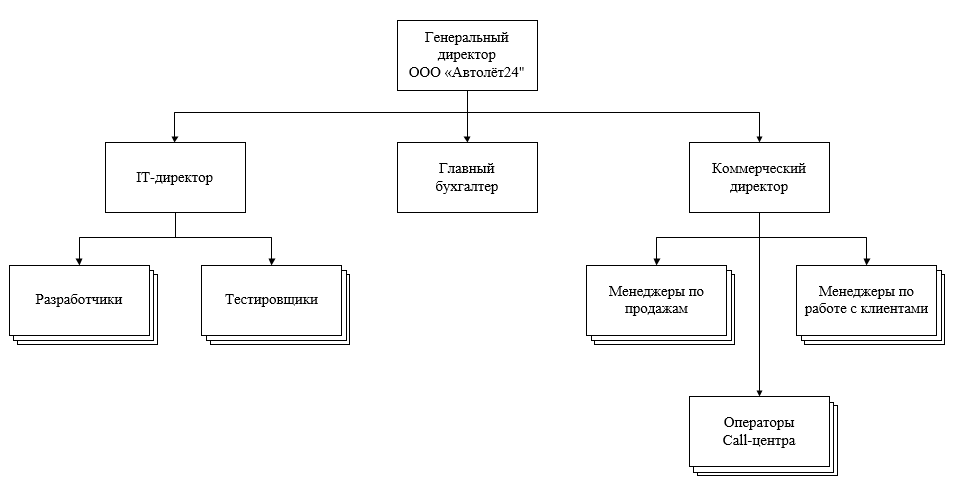 Генеральный
директор
ООО «Автолёт24"
IT-директор
Главный
бухгалтер
Коммерческий
директор
Разработчики
Тестировщики
Менеджеры по
продажам
Менеджеры по
работе с клиентами
Операторы
Call-центра